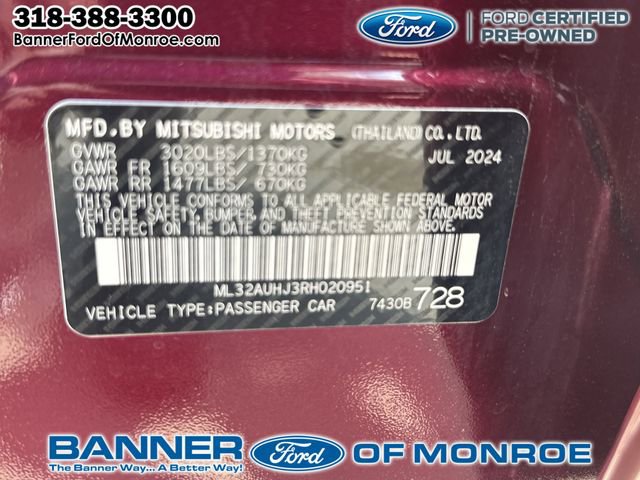 318-388-3300
BannerFordOfMonroe.com
Ford
FORD CERTIFIED
PRE-OWNED
MFD.BY MITSUBISHI MOTORS (THAILAND)CO.,LTD.
GVWR 3020LBS/1370KG JUL 2024
GAWR FR 1609LBS/ 730KG
GAWR RR 1477LBS/ 670KG
THIS VEHICLE CONFORMS TO ALL APPLICABLE FEDERAL MOTOR
VEHICLE SAFETY, BUMPER, AND THEFT PREVENTION STANDARDS
IN EFFECT ON THE DATE OF MANUFACTURE SHOWN ABOVE.
ML32AUHJ3RH020951
VEHICLE TYPE:PASSENGER CAR 7430B 728
BANNER Ford OF MONROE
The Banner Way... A Better Way!